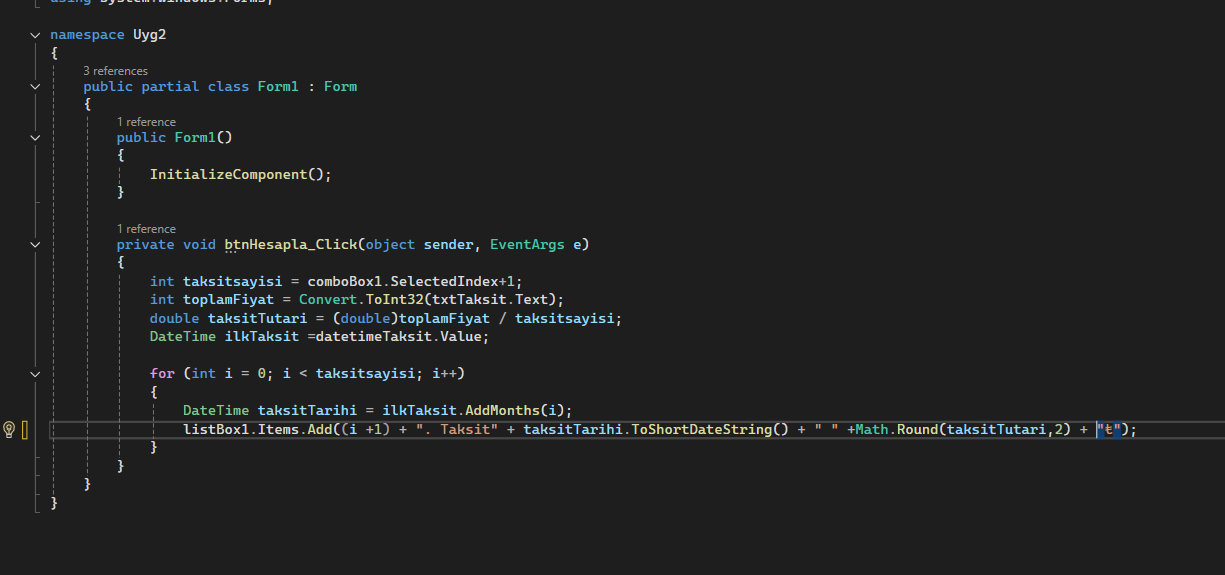 using System.Windows.Forms;
namespace Uyg2
{
3 references
public partial class Form1 : Form
{
1 reference
public Form1()
{
InitializeComponent();
}
1 reference
private void btnHesapla_Click(object sender, EventArgs e)
{
int taksitsayisi = comboBox1.SelectedIndex+1;
int toplamFiyat = Convert.ToInt32(txtTaksit.Text);
double taksitTutari = (double)toplamFiyat / taksitsayisi;
DateTime ilkTaksit =datetimeTaksit.Value;
for (int i = 0; i < taksitsayisi; i++)
{
DateTime taksitTarihi = ilkTaksit.AddMonths(i);
listBox1.Items.Add((i +1) + ". Taksit" + taksitTarihi.ToShortDateString() + " " +Math.Round(taksitTutari,2) + "₺");
}
}
}
}